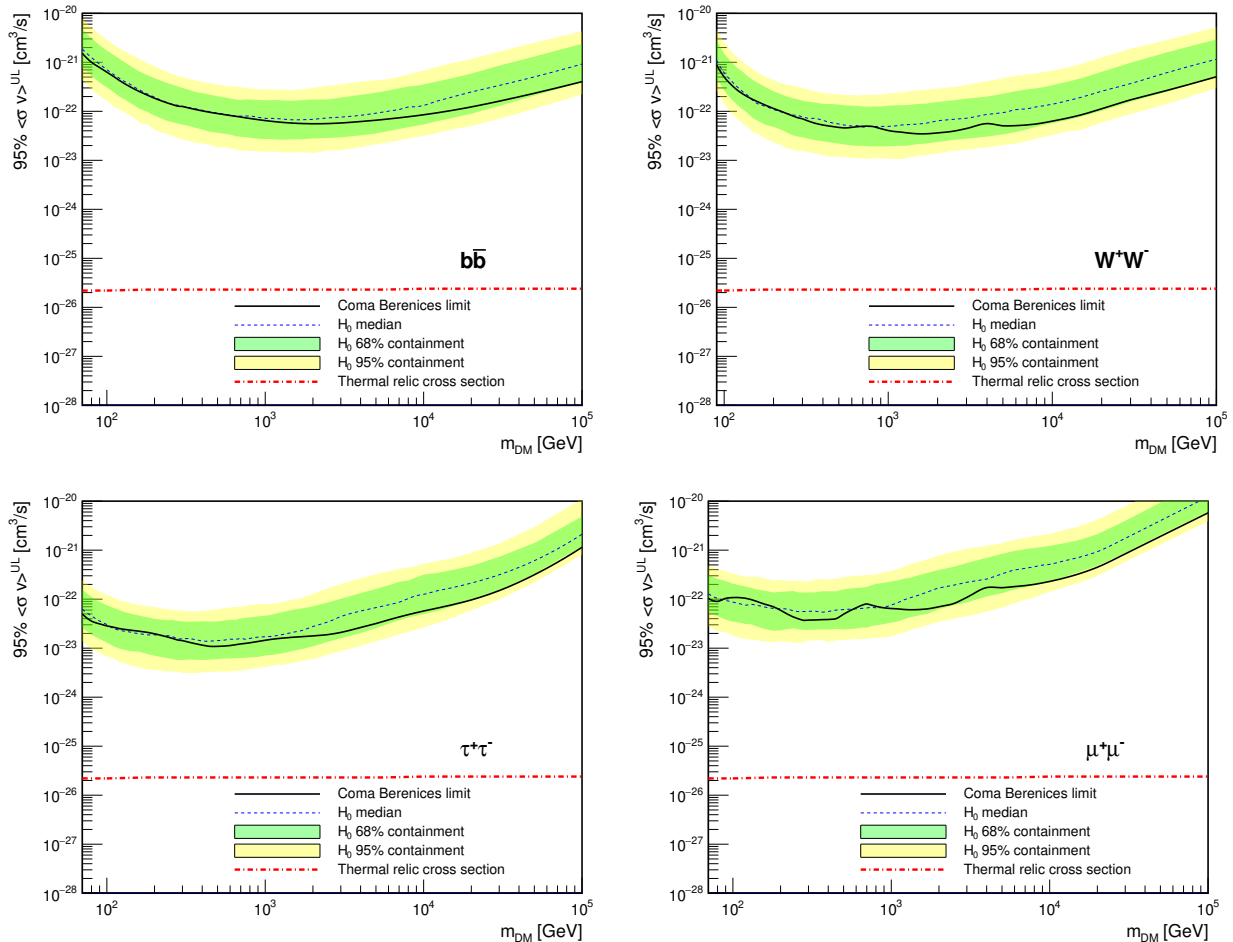 95% <σ v>^UL [cm³/s]
10⁻²⁰
10⁻²¹
10⁻²²
10⁻²³
10⁻²⁴
10⁻²⁵
10⁻²⁶
10⁻²⁷
10⁻²⁸
bb̅
Coma Berenices limit
H₀ median
H₀ 68% containment
H₀ 95% containment
Thermal relic cross section
10² 10³ 10⁴ 10⁵
m_DM [GeV]
95% <σ v>^UL [cm³/s]
10⁻²⁰
10⁻²¹
10⁻²²
10⁻²³
10⁻²⁴
10⁻²⁵
10⁻²⁶
10⁻²⁷
10⁻²⁸
W⁺W⁻
Coma Berenices limit
H₀ median
H₀ 68% containment
H₀ 95% containment
Thermal relic cross section
10² 10³ 10⁴ 10⁵
m_DM [GeV]
95% <σ v>^UL [cm³/s]
10⁻²⁰
10⁻²¹
10⁻²²
10⁻²³
10⁻²⁴
10⁻²⁵
10⁻²⁶
10⁻²⁷
10⁻²⁸
τ⁺τ⁻
Coma Berenices limit
H₀ median
H₀ 68% containment
H₀ 95% containment
Thermal relic cross section
10² 10³ 10⁴ 10⁵
m_DM [GeV]
95% <σ v>^UL [cm³/s]
10⁻²⁰
10⁻²¹
10⁻²²
10⁻²³
10⁻²⁴
10⁻²⁵
10⁻²⁶
10⁻²⁷
10⁻²⁸
μ⁺μ⁻
Coma Berenices limit
H₀ median
H₀ 68% containment
H₀ 95% containment
Thermal relic cross section
10² 10³ 10⁴ 10⁵
m_DM [GeV]